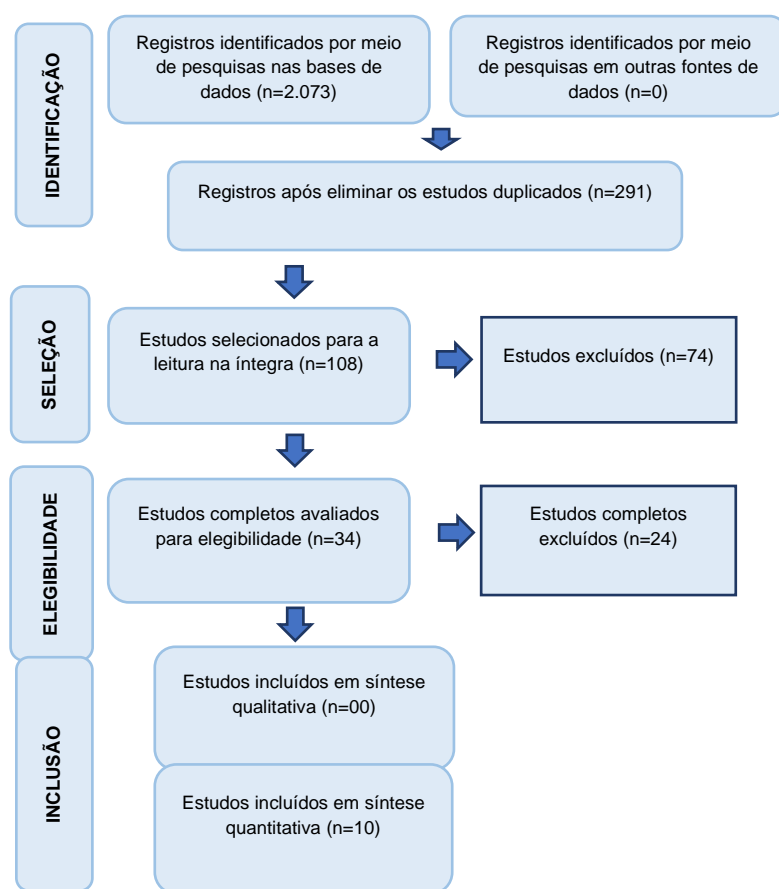 IDENTIFICAÇÃO
Registros identificados por meio
de pesquisas nas bases de
dados (n=2.073)
Registros identificados por meio
de pesquisas em outras fontes de
dados (n=0)
Registros após eliminar os estudos duplicados (n=291)
SELEÇÃO
Estudos selecionados para a
leitura na íntegra (n=108)
Estudos excluídos (n=74)
ELEGIBILIDADE
Estudos completos avaliados
para elegibilidade (n=34)
Estudos completos
excluídos (n=24)
INCLUSÃO
Estudos incluídos em síntese
qualitativa (n=00)
Estudos incluídos em síntese
quantitativa (n=10)